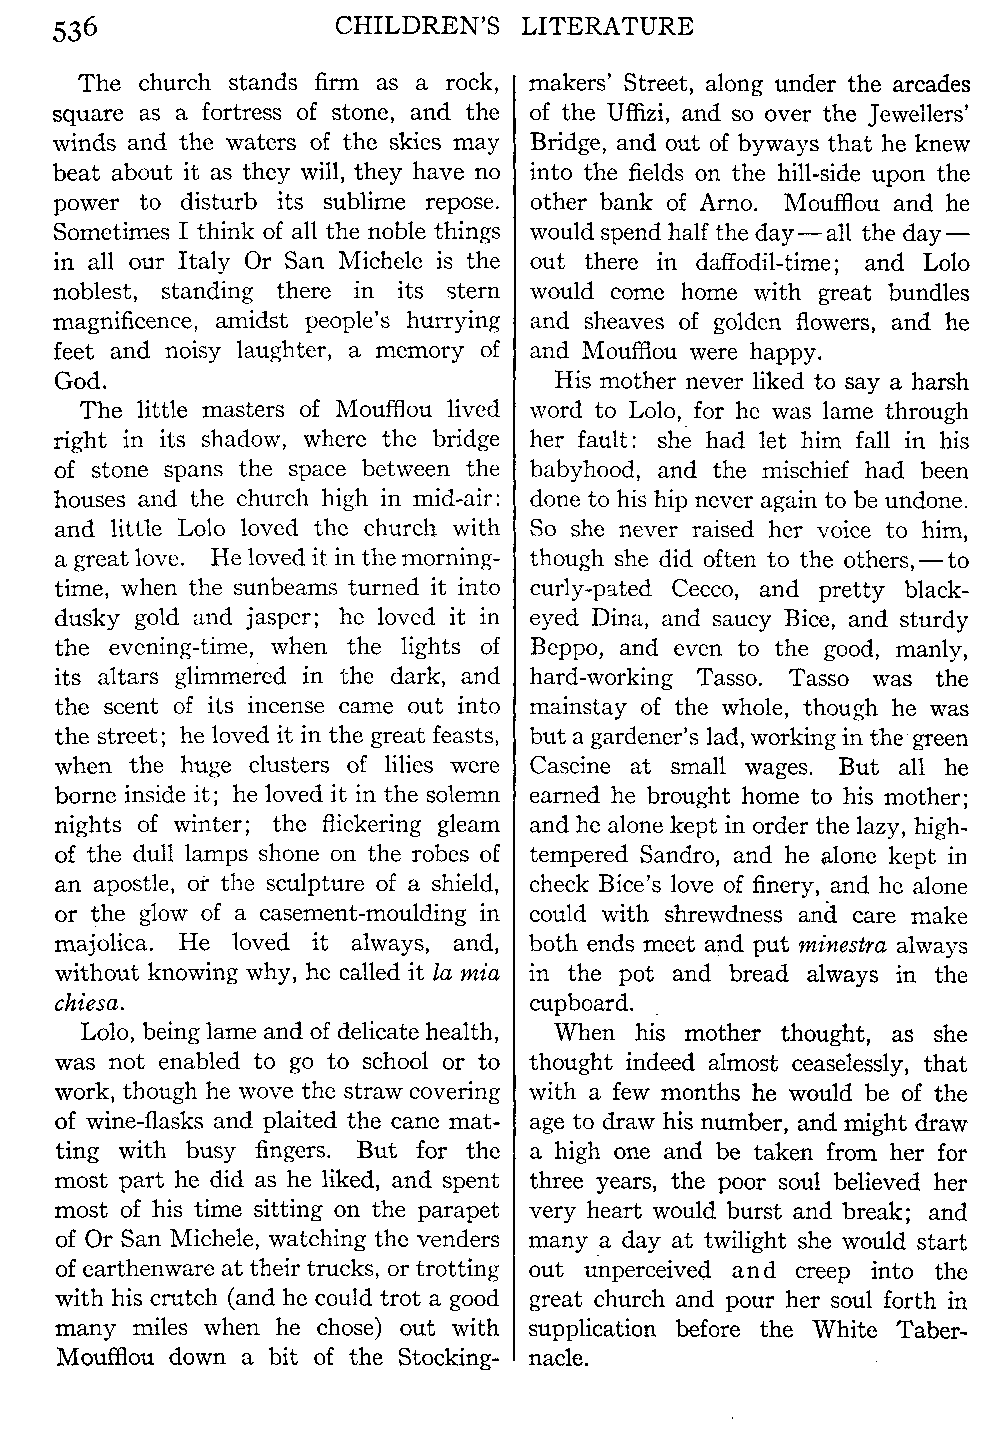 536 CHILDREN'S LITERATURE
The church stands firm as a rock,
square as a fortress of stone, and the
winds and the waters of the skies may
beat about it as they will, they have no
power to disturb its sublime repose.
Sometimes I think of all the noble things
in all our Italy Or San Michele is the
noblest, standing there in its stern
magnificence, amidst people's hurrying
feet and noisy laughter, a memory of
God.
The little masters of Moufflou lived
right in its shadow, where the bridge
of stone spans the space between the
houses and the church high in mid-air:
and little Lolo loved the church with
a great love. He loved it in the morning-
time, when the sunbeams turned it into
dusky gold and jasper; he loved it in
the evening-time, when the lights of
its altars glimmered in the dark, and
the scent of its incense came out into
the street; he loved it in the great feasts,
when the huge clusters of lilies were
borne inside it; he loved it in the solemn
nights of winter; the flickering gleam
of the dull lamps shone on the robes of
an apostle, or the sculpture of a shield,
or the glow of a casement-moulding in
majolica. He loved it always, and,
without knowing why, he called it la mia
chiesa.
Lolo, being lame and of delicate health,
was not enabled to go to school or to
work, though he wove the straw covering
of wine-flasks and plaited the cane mat-
ting with busy fingers. But for the
most part he did as he liked, and spent
most of his time sitting on the parapet
of Or San Michele, watching the venders
of earthenware at their trucks, or trotting
with his crutch (and he could trot a good
many miles when he chose) out with
Moufflou down a bit of the Stocking-
makers' Street, along under the arcades
of the Uffizi, and so over the Jewellers'
Bridge, and out of byways that he knew
into the fields on the hill-side upon the
other bank of Arno. Moufflou and he
would spend half the day—all the day—
out there in daffodil-time; and Lolo
would come home with great bundles
and sheaves of golden flowers, and he
and Moufflou were happy.
His mother never liked to say a harsh
word to Lolo, for he was lame through
her fault: she had let him fall in his
babyhood, and the mischief had been
done to his hip never again to be undone.
So she never raised her voice to him,
though she did often to the others,—to
curly-pated Cecco, and pretty black-
eyed Dina, and saucy Bice, and sturdy
Beppo, and even to the good, manly,
hard-working Tasso. Tasso was the
mainstay of the whole, though he was
but a gardener's lad, working in the green
Cascine at small wages. But all he
earned he brought home to his mother;
and he alone kept in order the lazy, high-
tempered Sandro, and he alone kept in
check Bice's love of finery, and he alone
could with shrewdness and care make
both ends meet and put minestra always
in the pot and bread always in the
cupboard.
When his mother thought, as she
thought indeed almost ceaselessly, that
with a few months he would be of the
age to draw his number, and might draw
a high one and be taken from her for
three years, the poor soul believed her
very heart would burst and break; and
many a day at twilight she would start
out unperceived and creep into the
great church and pour her soul forth in
supplication before the White Taber-
nacle.